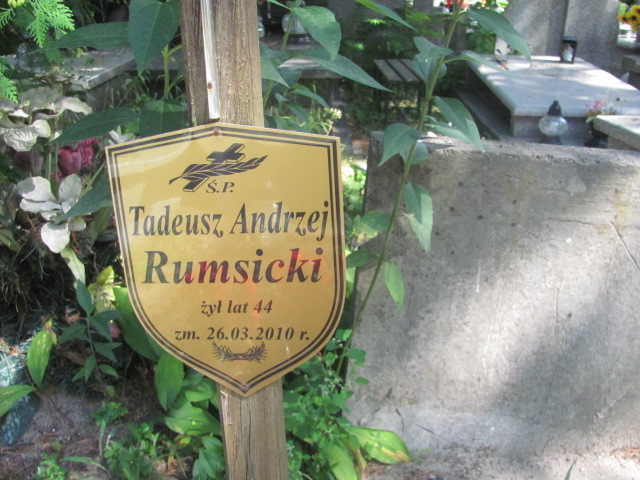 Ś.P.
Tadeusz Andrzej
Rumsicki
żył lat 44
zm. 26.03.2010 r.